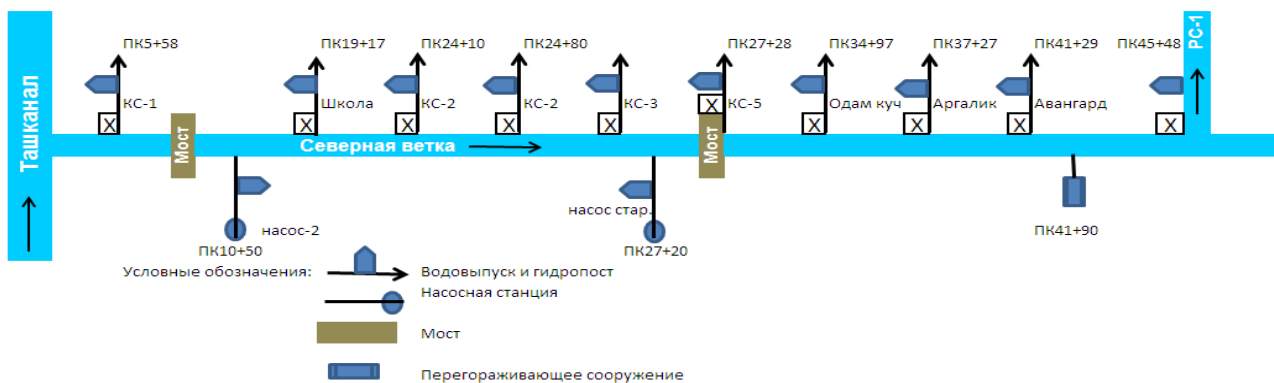 ПК5+58
ПК19+17
ПК24+10
ПК24+80
ПК27+28
ПК34+97
ПК37+27
ПК41+29
ПК45+48
РС-1
Ташканал
КС-1
Школа
КС-2
КС-2
КС-3
КС-5
Одам куч
Аргалик
Авангард
X
X
X
X
X
X
X
X
X
X
Мост
Северная ветка
Мост
насос-2
насос стар.
ПК10+50
ПК27+20
ПК41+90
Условные обозначения:
Водовыпуск и гидропост
Насосная станция
Мост
Перегораживающее сооружение